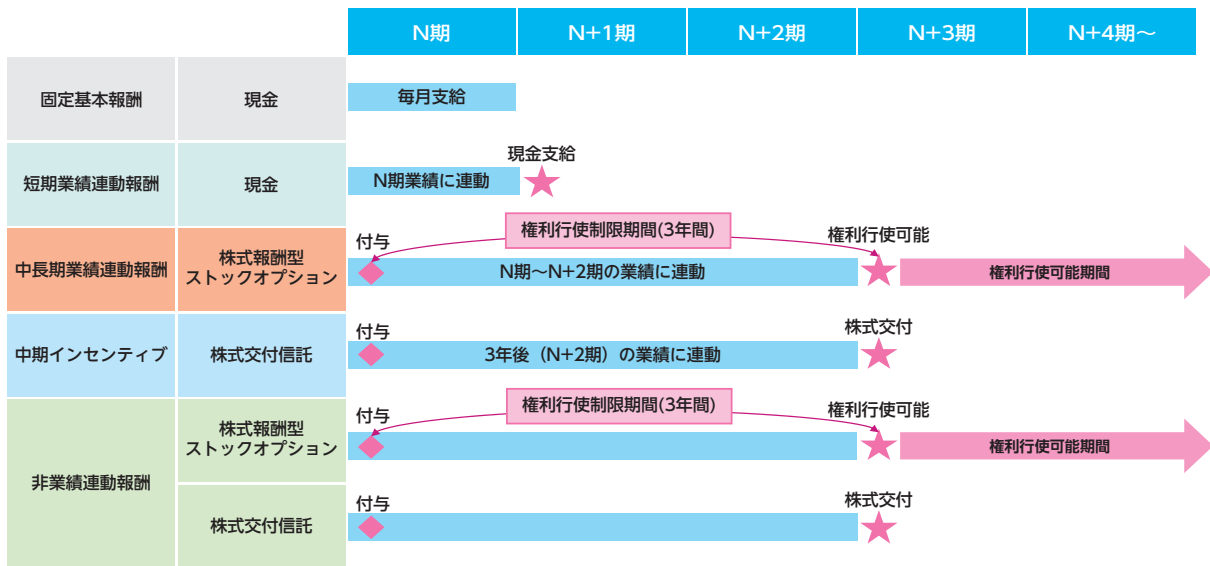 N期
N+1期
N+2期
N+3期
N+4期～
固定基本報酬
現金
毎月支給
短期業績連動報酬
現金
N期業績に連動
現金支給
中長期業績連動報酬
株式報酬型
ストックオプション
付与
権利行使制限期間(3年間)
権利行使可能
N期～N+2期の業績に連動
権利行使可能期間
中期インセンティブ
株式交付信託
付与
3年後（N+2期）の業績に連動
株式交付
非業績連動報酬
株式報酬型
ストックオプション
付与
権利行使制限期間(3年間)
権利行使可能
権利行使可能期間
株式交付信託
付与
株式交付